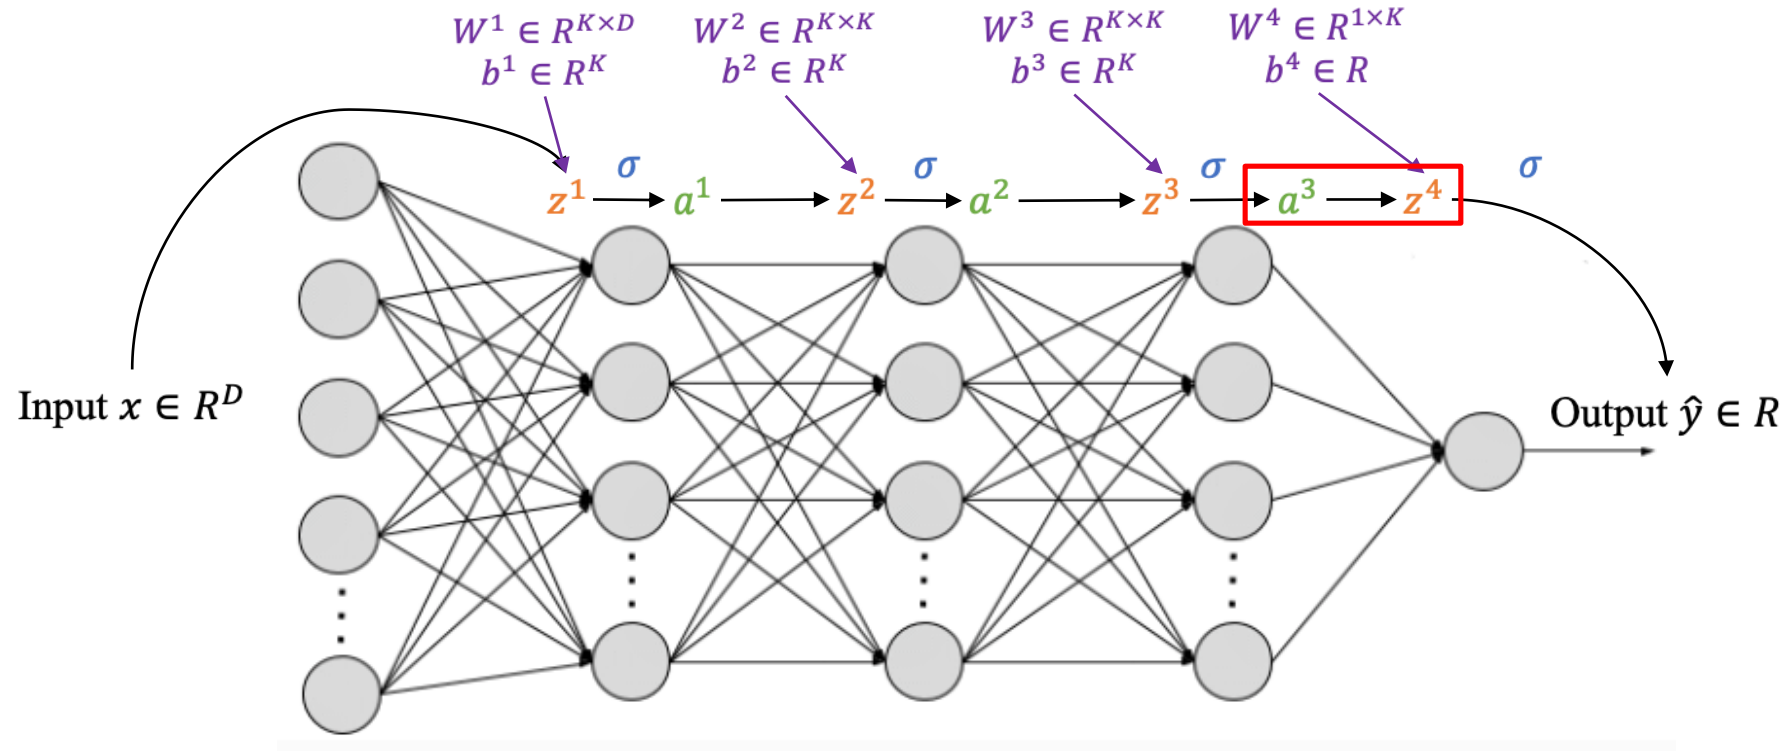 W¹ ∈ R^{K×D} W² ∈ R^{K×K} W³ ∈ R^{K×K} W⁴ ∈ R^{1×K}
b¹ ∈ R^K b² ∈ R^K b³ ∈ R^K b⁴ ∈ R
σ σ σ σ
z¹ a¹ z² a² z³ a³ z⁴
Input x ∈ R^D
Output ŷ ∈ R